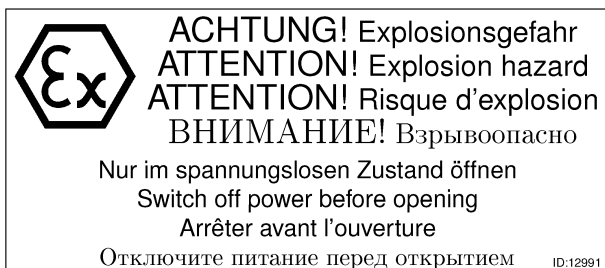 Ex
ACHTUNG! Explosionsgefahr
ATTENTION! Explosion hazard
ATTENTION! Risque d'explosion
ВНИМАНИЕ! Взрывоопасно
Nur im spannungslosen Zustand öffnen
Switch off power before opening
Arrêter avant l'ouverture
Отключите питание перед открытием
ID:12991